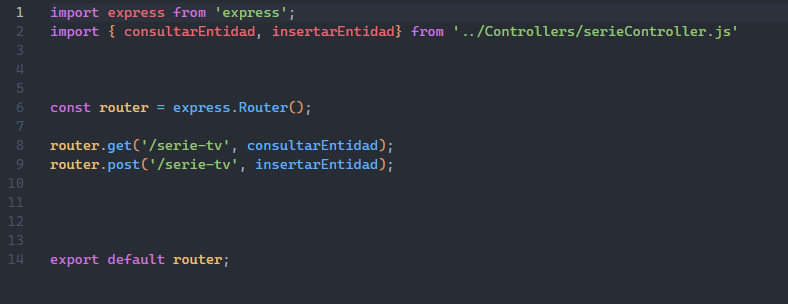 1 import express from 'express';
2 import { consultarEntidad, insertarEntidad} from '../Controllers/serieController.js'
3
4
5
6 const router = express.Router();
7
8 router.get('/serie-tv', consultarEntidad);
9 router.post('/serie-tv', insertarEntidad);
10
11
12
13
14 export default router;